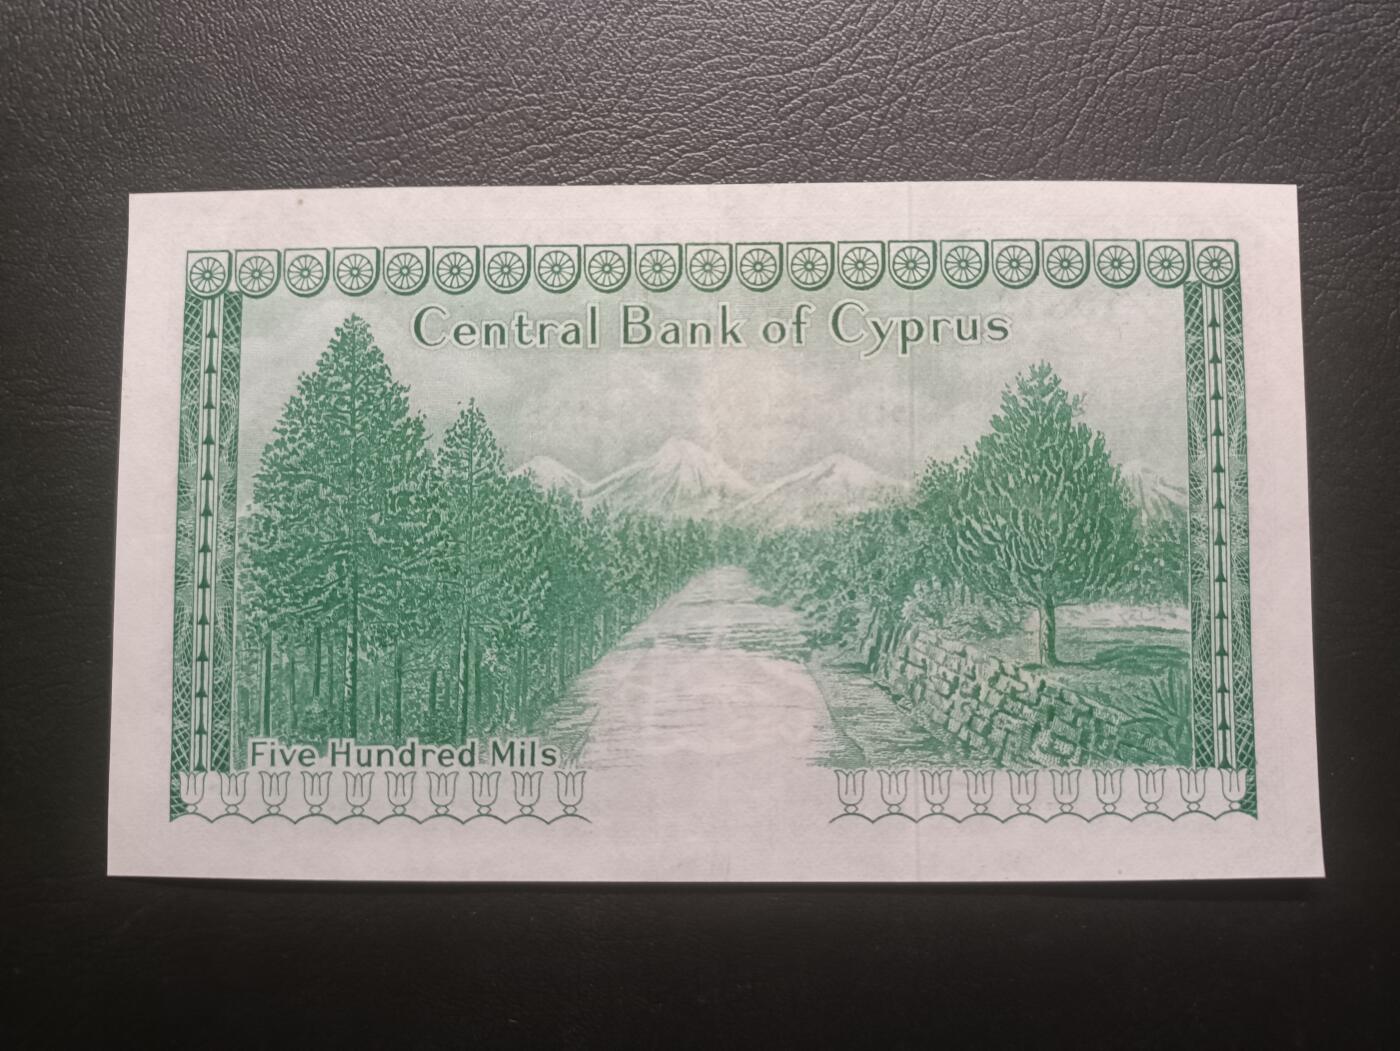 Central Bank of Cyprus
Five Hundred Mils